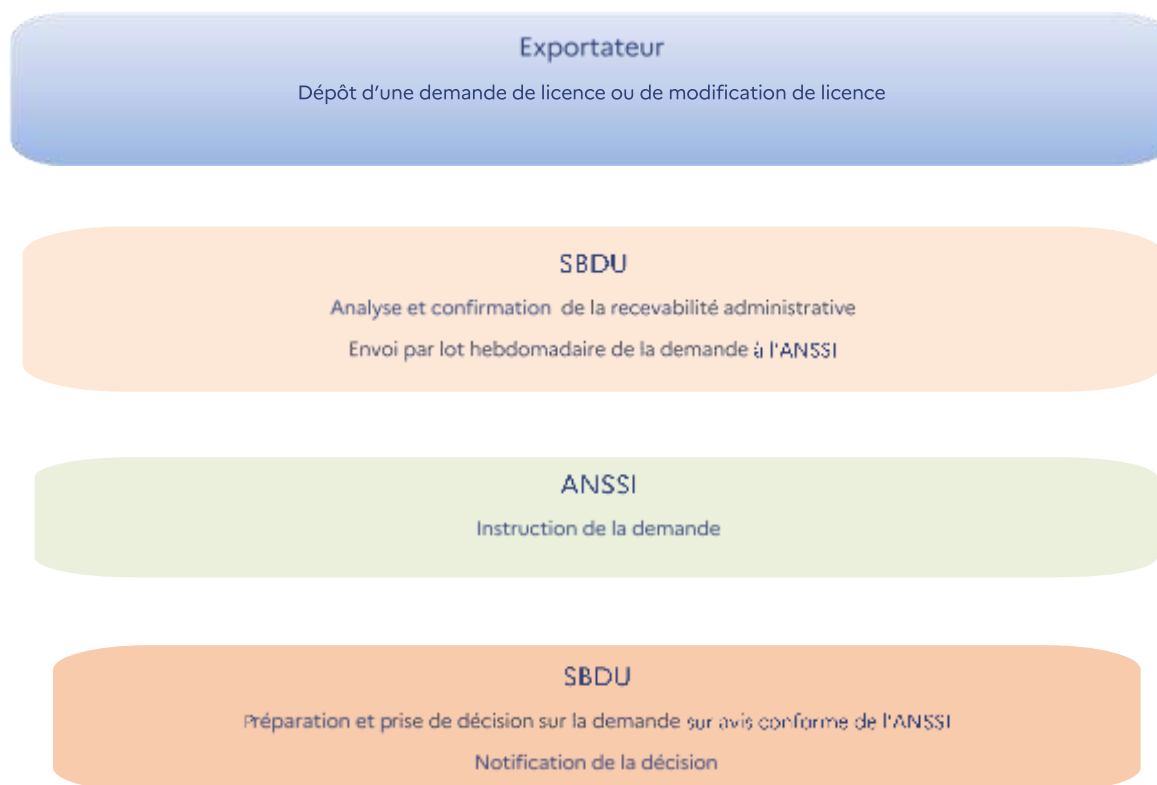 Exportateur
Dépôt d'une demande de licence ou de modification de licence
SBDU
Analyse et confirmation de la recevabilité administrative
Envoi par lot hebdomadaire de la demande à l'ANSSI
ANSSI
Instruction de la demande
SBDU
Préparation et prise de décision sur la demande sur avis conforme de l'ANSSI
Notification de la décision